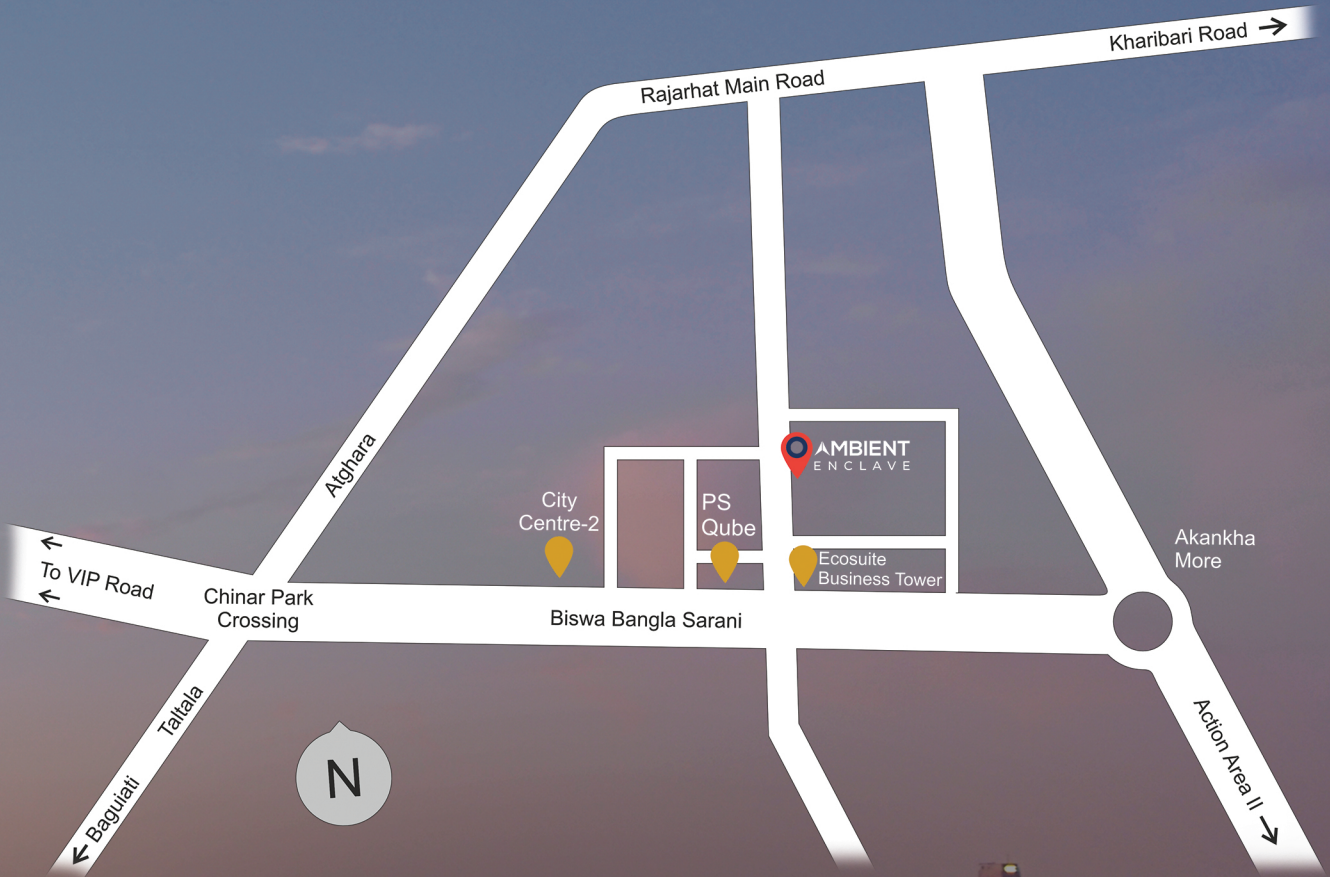 Kharibari Road
Rajarhat Main Road
Atghara
AMBIENT
ENCLAVE
City
Centre-2
PS
Qube
Ecosuite
Business Tower
Akankha
More
To VIP Road
Chinar Park
Crossing
Biswa Bangla Sarani
Taltala
Baguiati
N
Action Area II